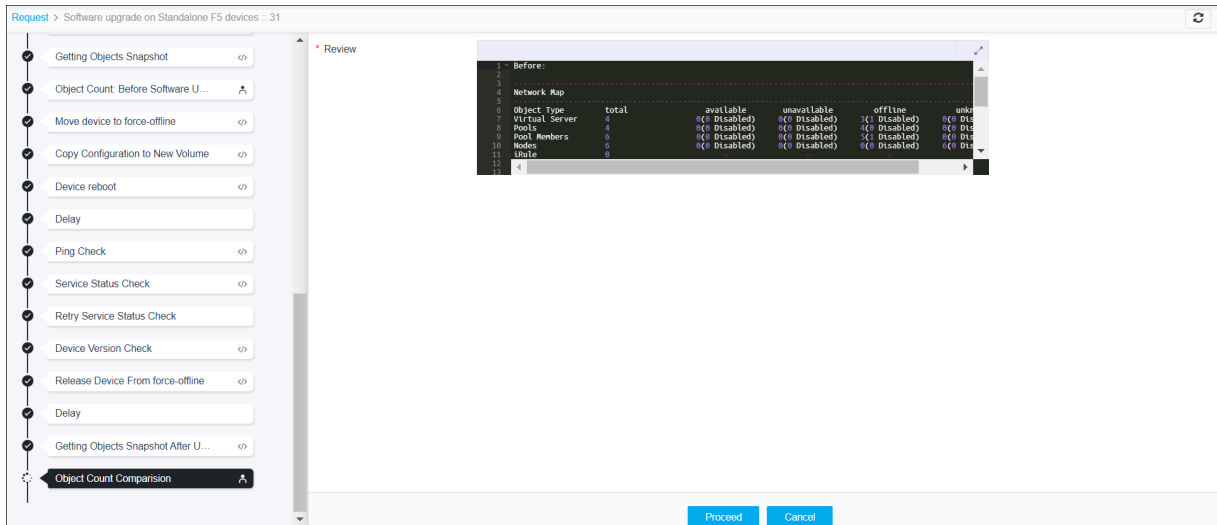 Request > Software upgrade on Standalone F5 devices :: 31
Getting Objects Snapshot </>
Object Count: Before Software U...
Move device to force-offline </>
Copy Configuration to New Volume </>
Device reboot </>
Delay
Ping Check </>
Service Status Check </>
Retry Service Status Check
Device Version Check </>
Release Device From force-offline </>
Delay
Getting Objects Snapshot After U... </>
Object Count Comparision
* Review
1 Before:
2
3 --------------------------------
4 Network Map
5 --------------------------------
6 Object Type total available unavailable offline unkn
7 Virtual Server 4 0(0 Disabled) 0(0 Disabled) 3(1 Disabled) 0(0 Dis
8 Pools 4 0(0 Disabled) 0(0 Disabled) 4(0 Disabled) 0(0 Dis
9 Pool Members 6 0(0 Disabled) 0(0 Disabled) 5(1 Disabled) 0(0 Dis
10 Nodes 6 0(0 Disabled) 0(0 Disabled) 0(0 Disabled) 6(0 Dis
11 iRule 0 - - -
12
13
Proceed Cancel